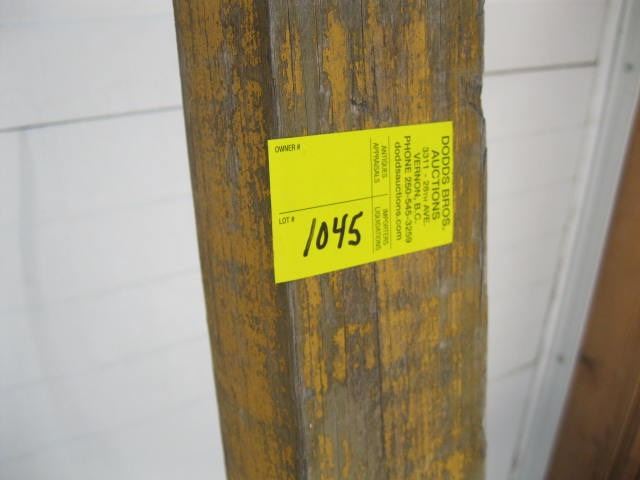 OWNER #
LOT #
1045
ANTIQUES
APPRAISALS
IMPORTERS
LIQUIDATIONS
DODDS BROS.
AUCTIONS
3311 - 28TH AVE.
VERNON, B.C.
PHONE 250-545-3259
doddsauctions.com